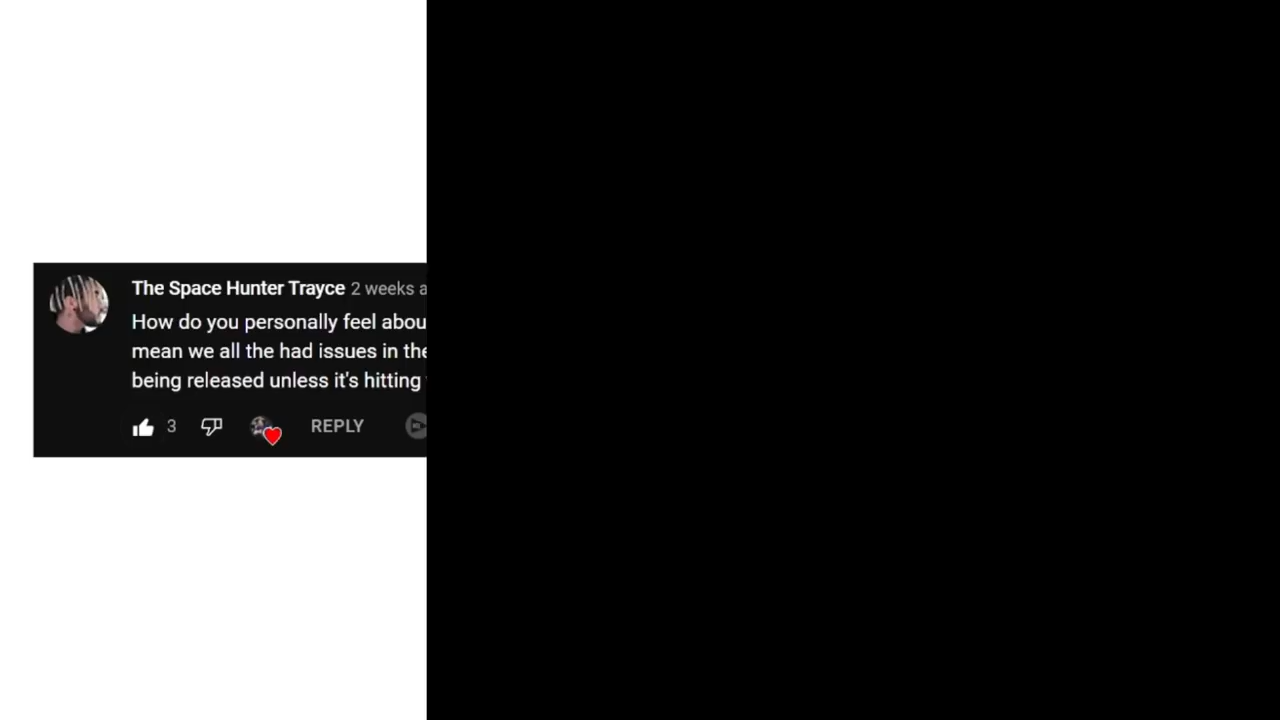 The Space Hunter Trayce 2 weeks a
How do you personally feel abou
mean we all the had issues in the
being released unless it's hitting
3 REPLY